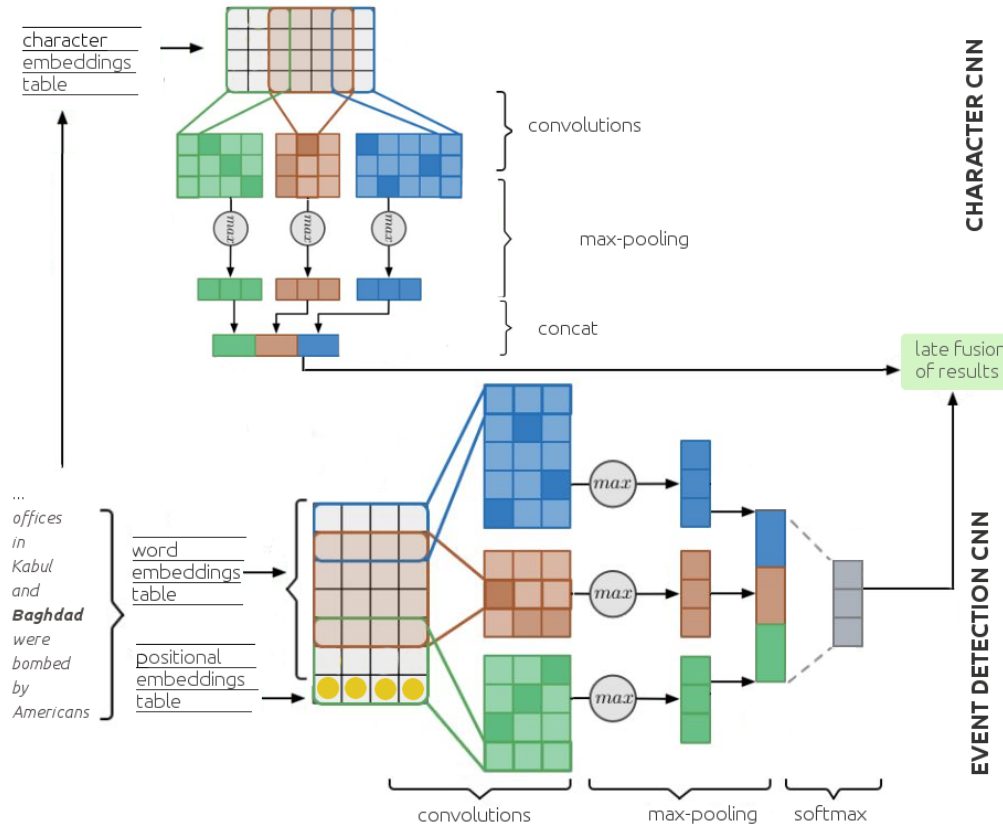 character
embeddings
table
convolutions
max
max
max
max-pooling
concat
CHARACTER CNN
late fusion
of results
...
offices
in
Kabul
and
Baghdad
were
bombed
by
Americans
word
embeddings
table
positional
embeddings
table
max
max
max
convolutions
max-pooling
softmax
EVENT DETECTION CNN